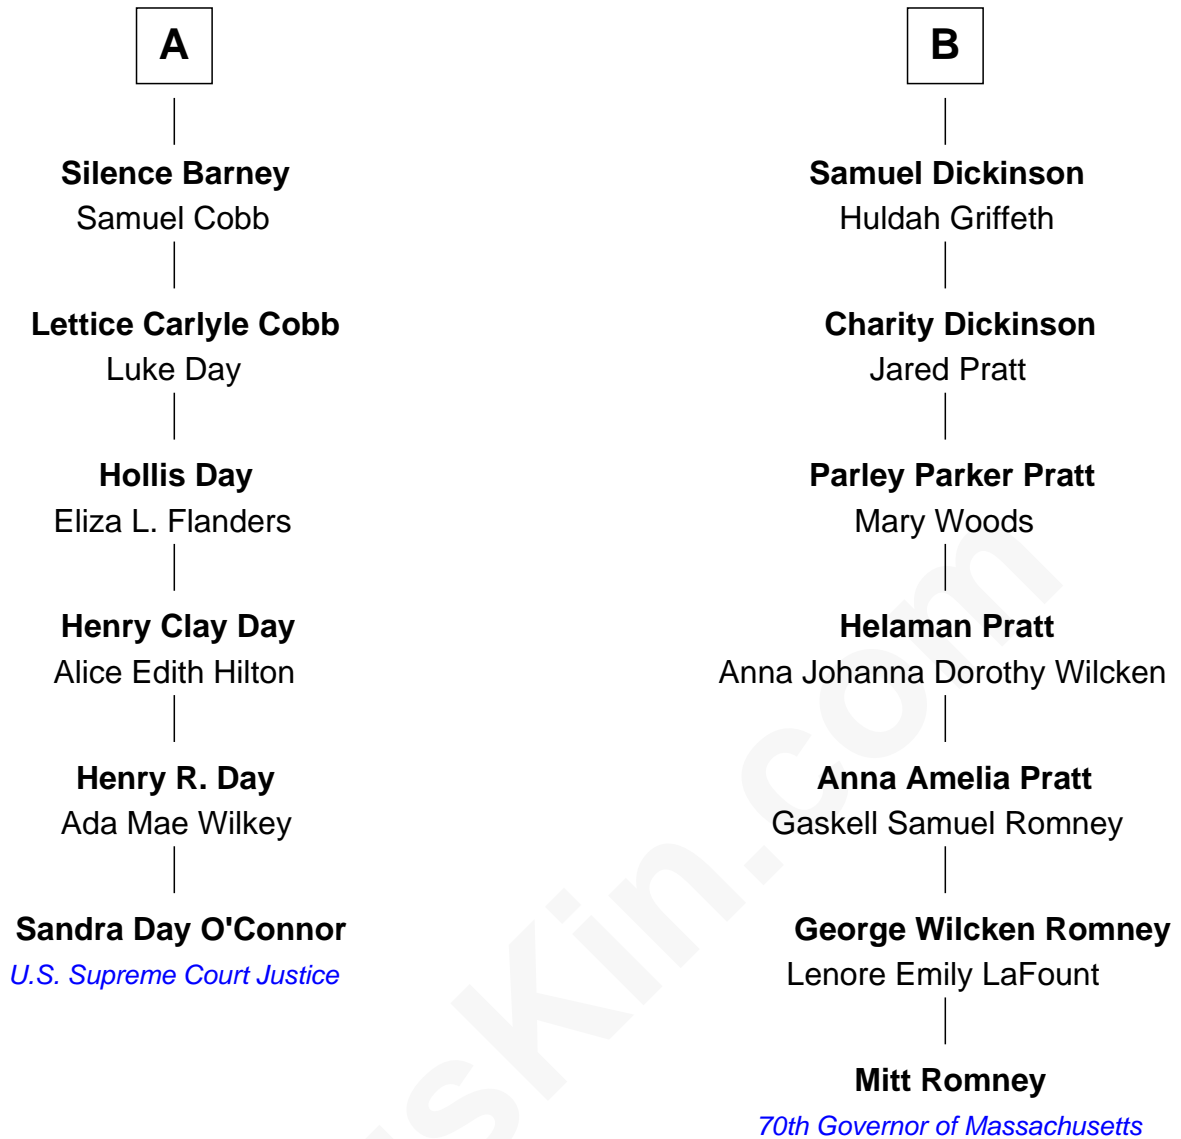 A
Silence Barney
Samuel Cobb
Lettice Carlyle Cobb
Luke Day
Hollis Day
Eliza L. Flanders
Henry Clay Day
Alice Edith Hilton
Henry R. Day
Ada Mae Wilkey
Sandra Day O'Connor
U.S. Supreme Court Justice
B
Samuel Dickinson
Huldah Griffeth
Charity Dickinson
Jared Pratt
Parley Parker Pratt
Mary Woods
Helaman Pratt
Anna Johanna Dorothy Wilcken
Anna Amelia Pratt
Gaskell Samuel Romney
George Wilcken Romney
Lenore Emily LaFount
Mitt Romney
70th Governor of Massachusetts
sKin.com